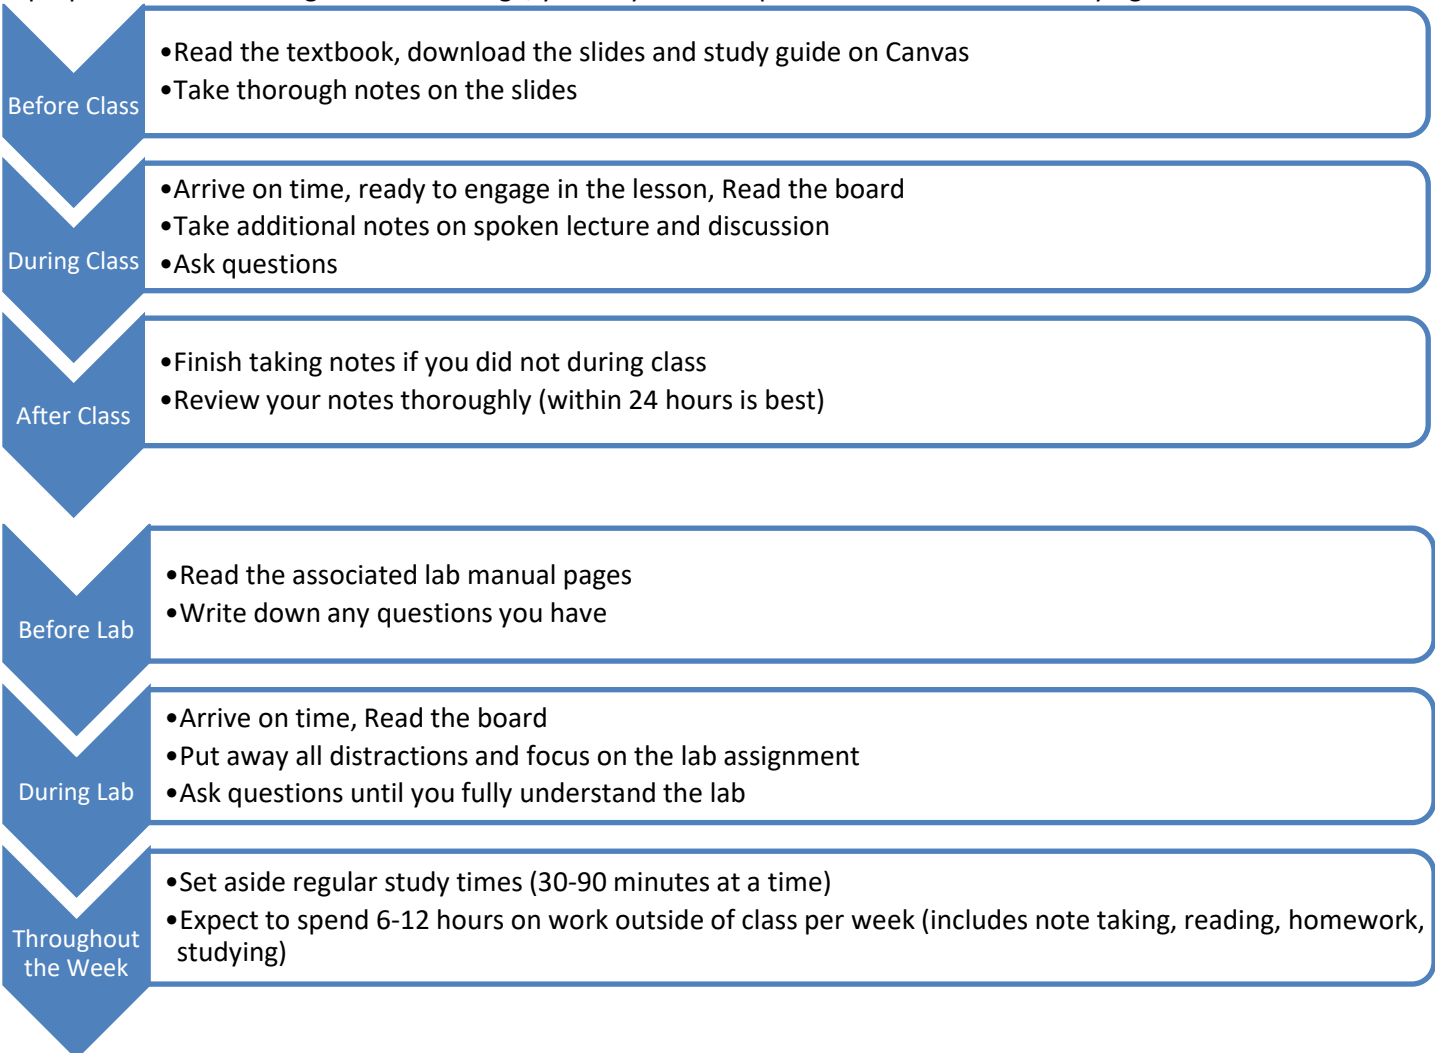 Before Class
•Read the textbook, download the slides and study guide on Canvas
•Take thorough notes on the slides
During Class
•Arrive on time, ready to engage in the lesson, Read the board
•Take additional notes on spoken lecture and discussion
•Ask questions
After Class
•Finish taking notes if you did not during class
•Review your notes thoroughly (within 24 hours is best)
Before Lab
•Read the associated lab manual pages
•Write down any questions you have
During Lab
•Arrive on time, Read the board
•Put away all distractions and focus on the lab assignment
•Ask questions until you fully understand the lab
Throughout
the Week
•Set aside regular study times (30-90 minutes at a time)
•Expect to spend 6-12 hours on work outside of class per week (includes note taking, reading, homework,
studying)